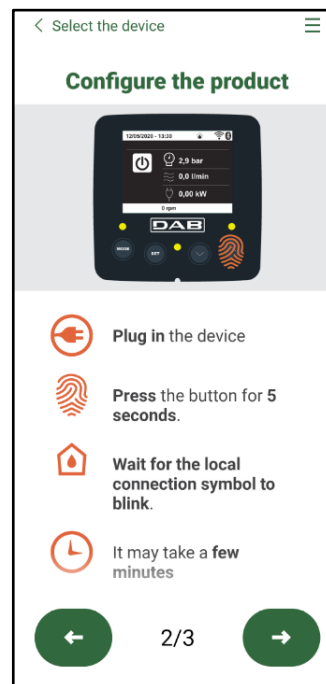 Select the device
Configure the product
12/05/2020 - 13:30
2,9 bar
0,0 l/min
0,00 kW
0 rpm
DAB
MODE
SET
Plug in the device
Press the button for 5
seconds.
Wait for the local
connection symbol to
blink.
It may take a few
minutes
2/3